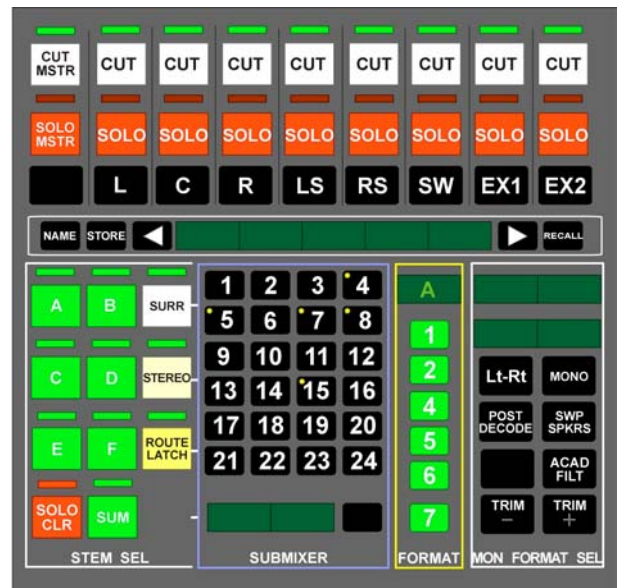 CUT MSTR CUT CUT CUT CUT CUT CUT CUT CUT
SOLO MSTR SOLO SOLO SOLO SOLO SOLO SOLO SOLO SOLO
L C R LS RS SW EX1 EX2
NAME STORE RECALL
A B SURR
C D STEREO
E F ROUTE LATCH
SOLO CLR SUM
STEM SEL
1 2 3 4
5 6 7 8
9 10 11 12
13 14 15 16
17 18 19 20
21 22 23 24
SUBMIXER
A
1
2
4
5
6
7
FORMAT
Lt-Rt MONO
POST DECODE SWP SPKRS
ACAD FILT
TRIM - TRIM +
MON FORMAT SEL